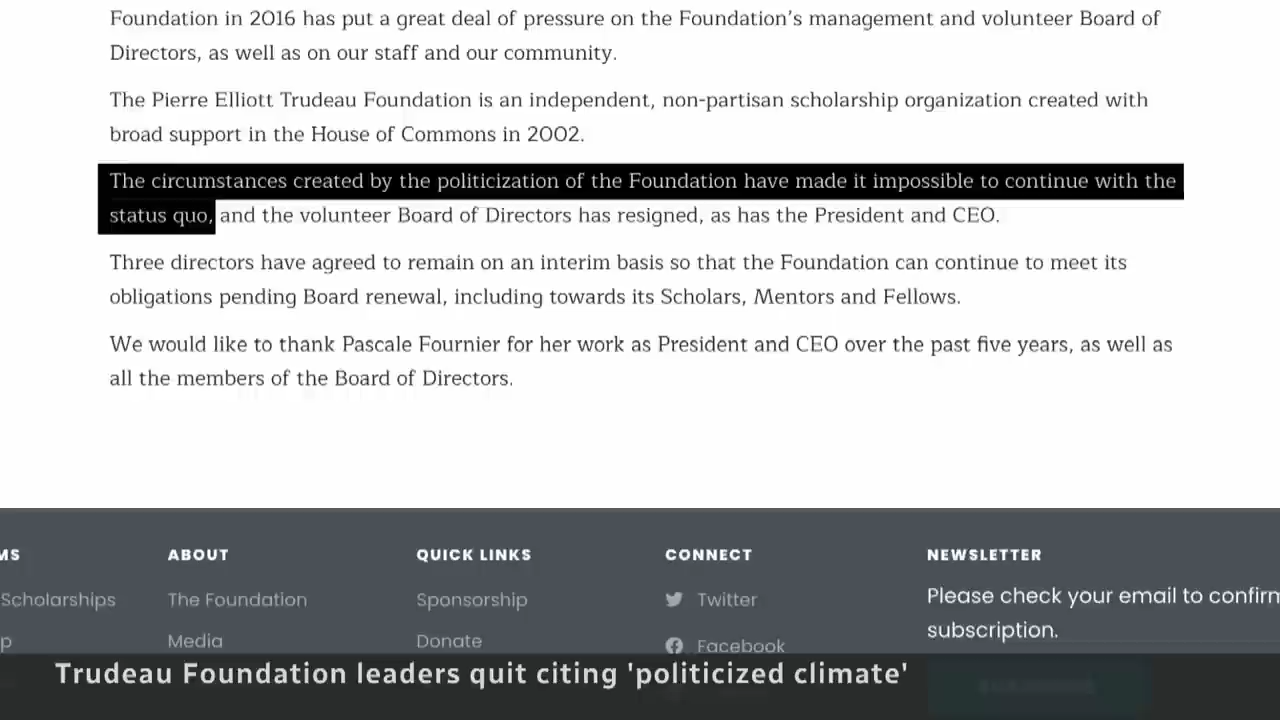 Foundation in 2016 has put a great deal of pressure on the Foundation’s management and volunteer Board of
Directors, as well as on our staff and our community.
The Pierre Elliott Trudeau Foundation is an independent, non-partisan scholarship organization created with
broad support in the House of Commons in 2002.
The circumstances created by the politicization of the Foundation have made it impossible to continue with the
status quo, and the volunteer Board of Directors has resigned, as has the President and CEO.
Three directors have agreed to remain on an interim basis so that the Foundation can continue to meet its
obligations pending Board renewal, including towards its Scholars, Mentors and Fellows.
We would like to thank Pascale Fournier for her work as President and CEO over the past five years, as well as
all the members of the Board of Directors.
MS
Scholarships
p
ABOUT
The Foundation
Media
QUICK LINKS
Sponsorship
Donate
CONNECT
Twitter
Facebook
NEWSLETTER
Please check your email to confirm
subscription.
Trudeau Foundation leaders quit citing 'politicized climate'